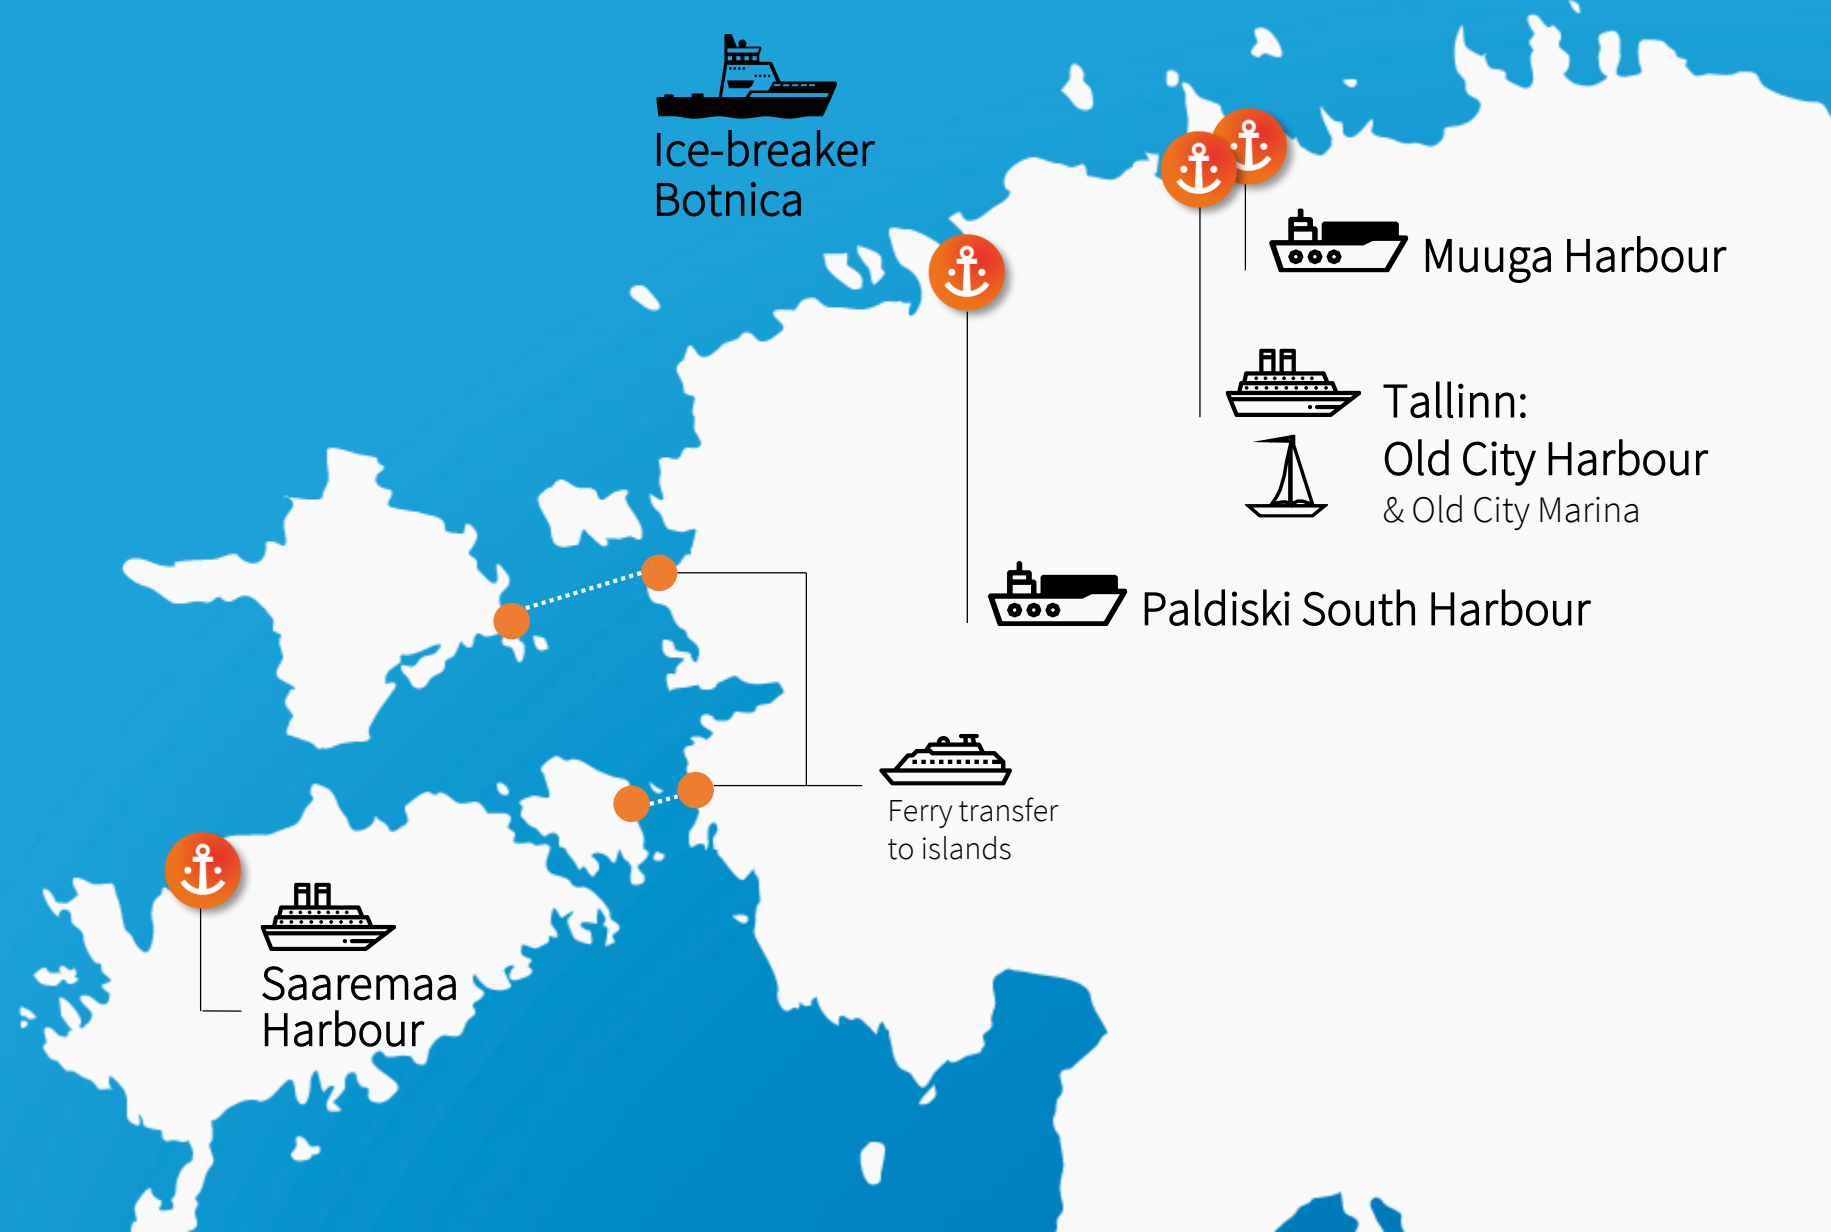 Ice-breaker
Botnica
Muuga Harbour
Tallinn:
Old City Harbour
& Old City Marina
Paldiski South Harbour
Ferry transfer
to islands
Saaremaa
Harbour